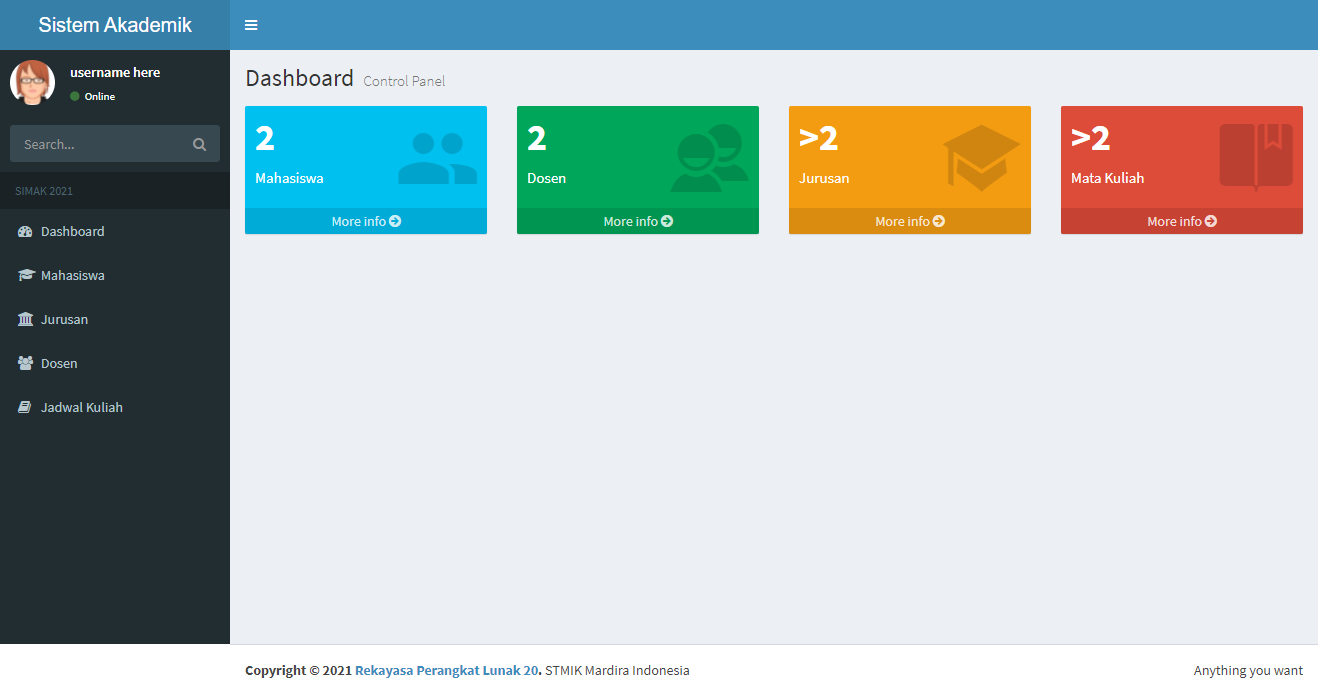 Sistem Akademik
username here
Online
Search...
SIMAK 2021
Dashboard
Mahasiswa
Jurusan
Dosen
Jadwal Kuliah
Dashboard Control Panel
2
Mahasiswa
More info
2
Dosen
More info
>2
Jurusan
More info
>2
Mata Kuliah
More info
Copyright © 2021 Rekayasa Perangkat Lunak 20. STMIK Mardira Indonesia
Anything you want